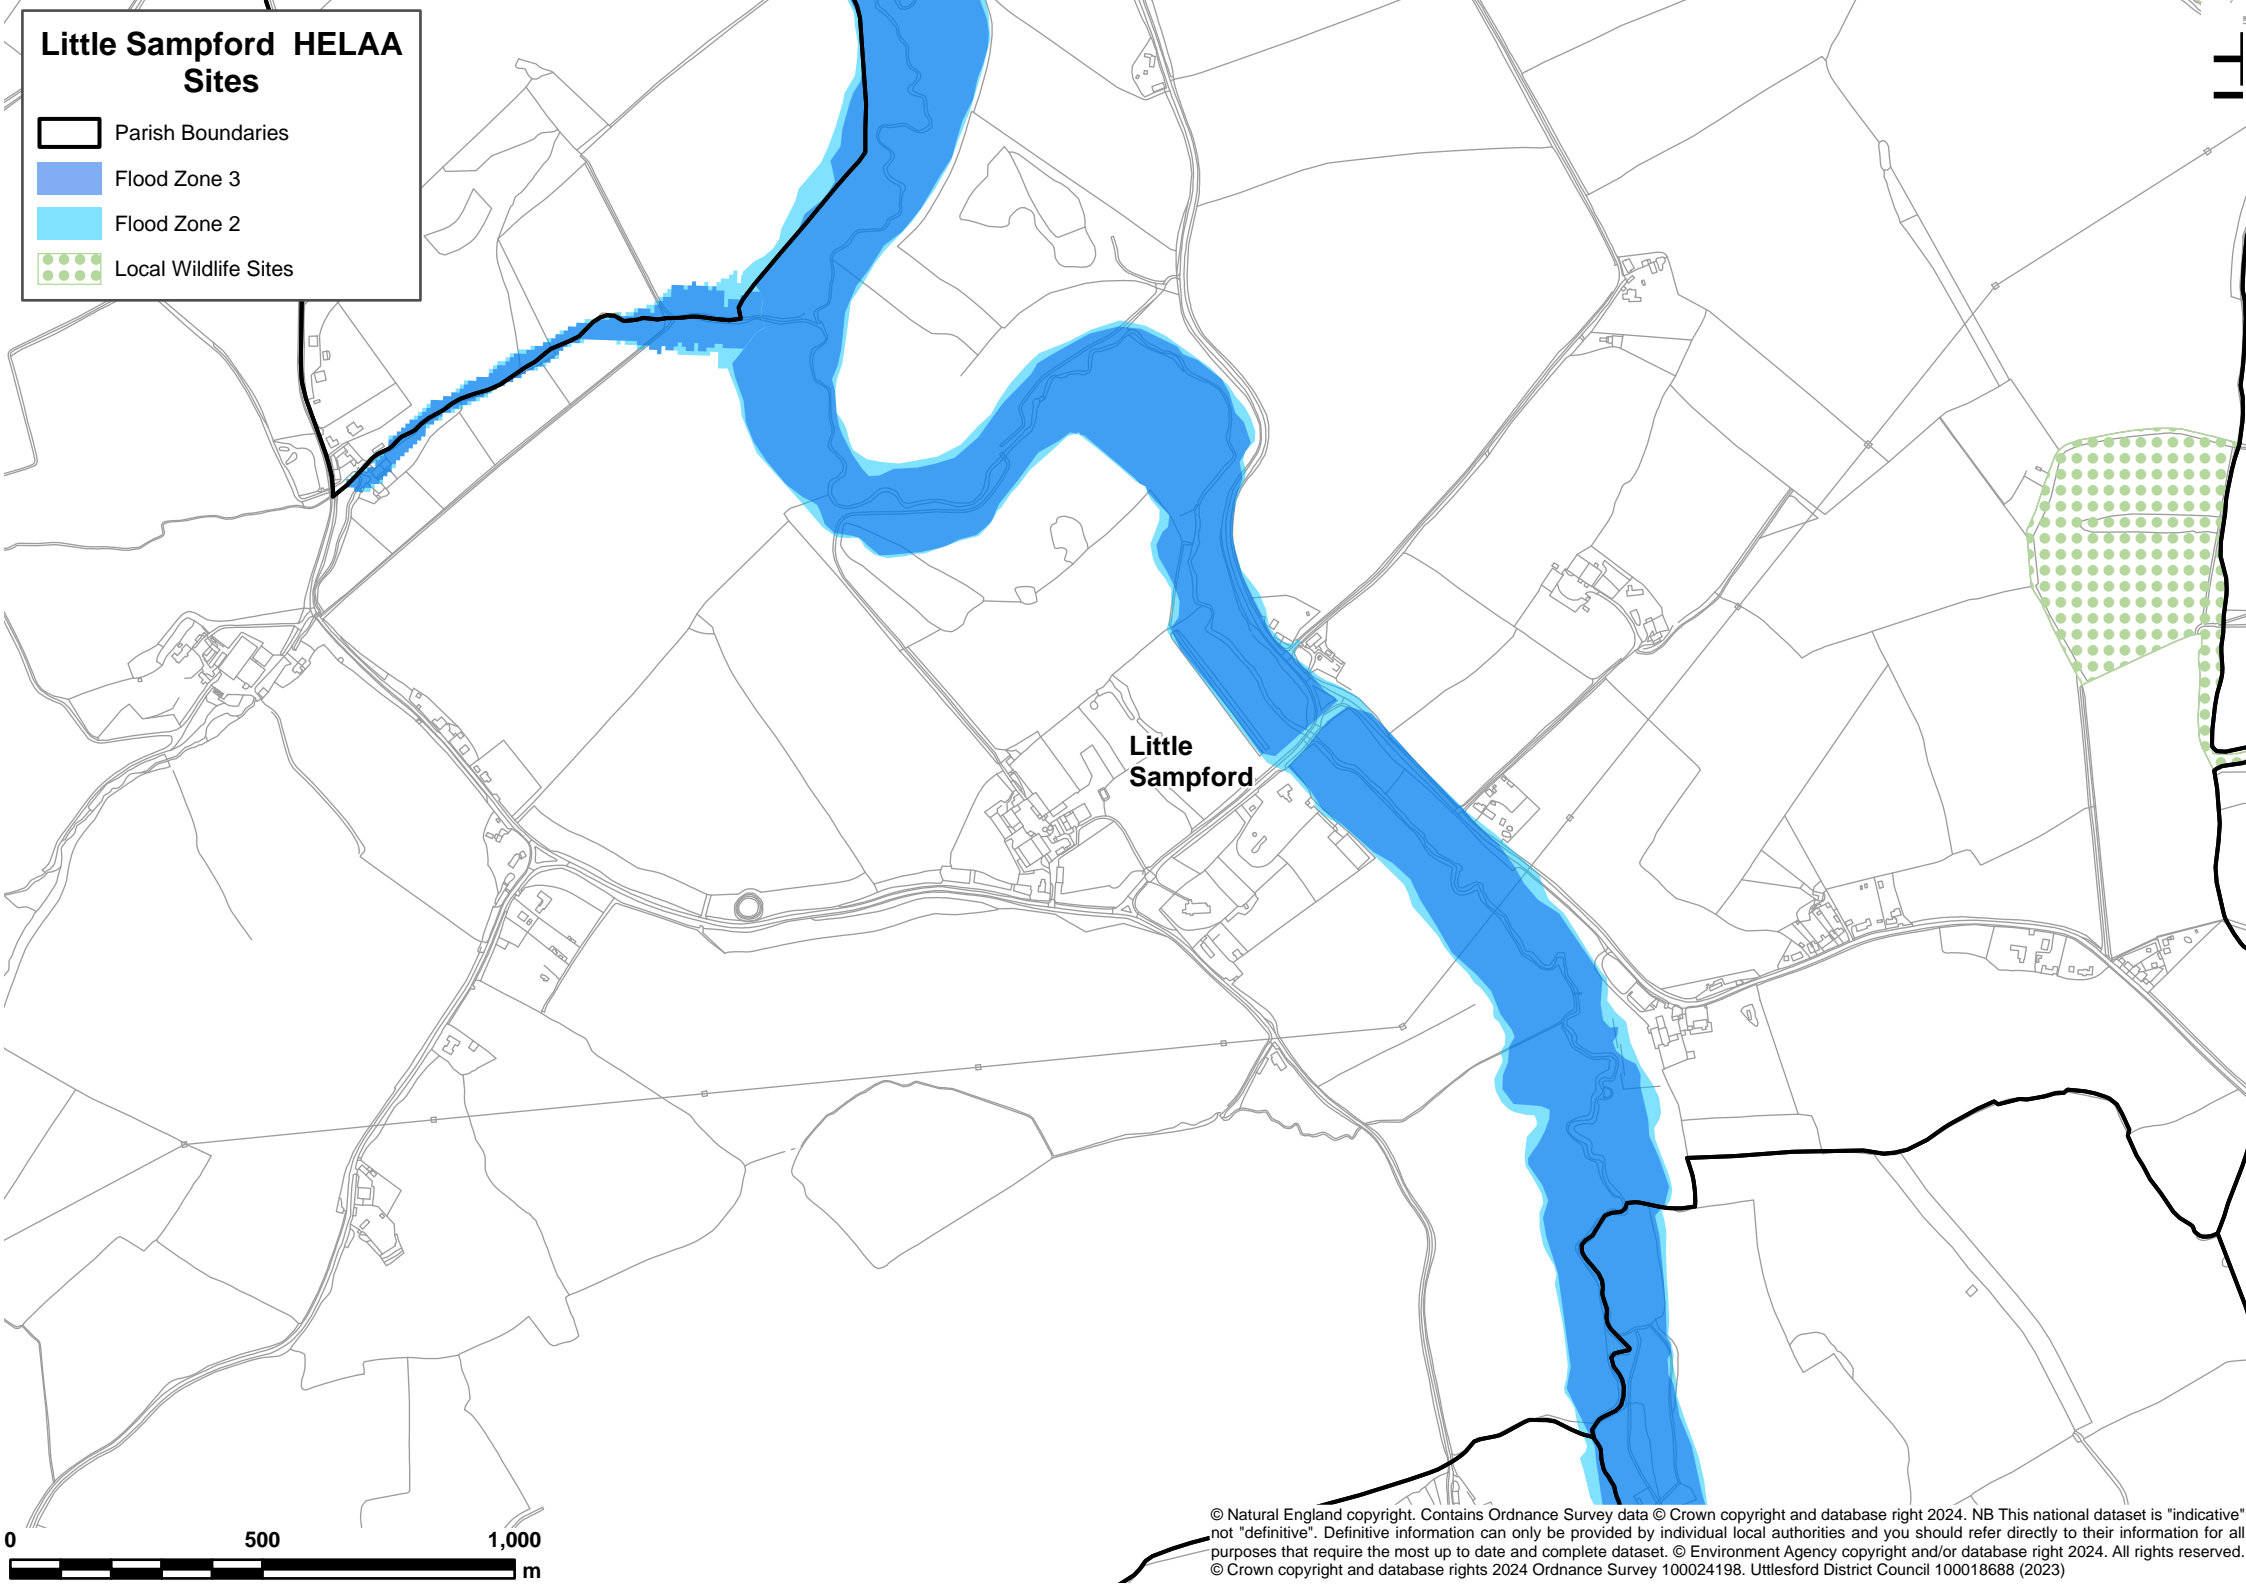 Little Sampford HELAA
Sites
Parish Boundaries
Flood Zone 3
Flood Zone 2
Local Wildlife Sites
Little
Sampford
0 500 1,000
m
© Natural England copyright. Contains Ordnance Survey data © Crown copyright and database right 2024. NB This national dataset is "indicative"
not "definitive". Definitive information can only be provided by individual local authorities and you should refer directly to their information for all
purposes that require the most up to date and complete dataset. © Environment Agency copyright and/or database right 2024. All rights reserved.
© Crown copyright and database rights 2024 Ordnance Survey 100024198. Uttlesford District Council 100018688 (2023)